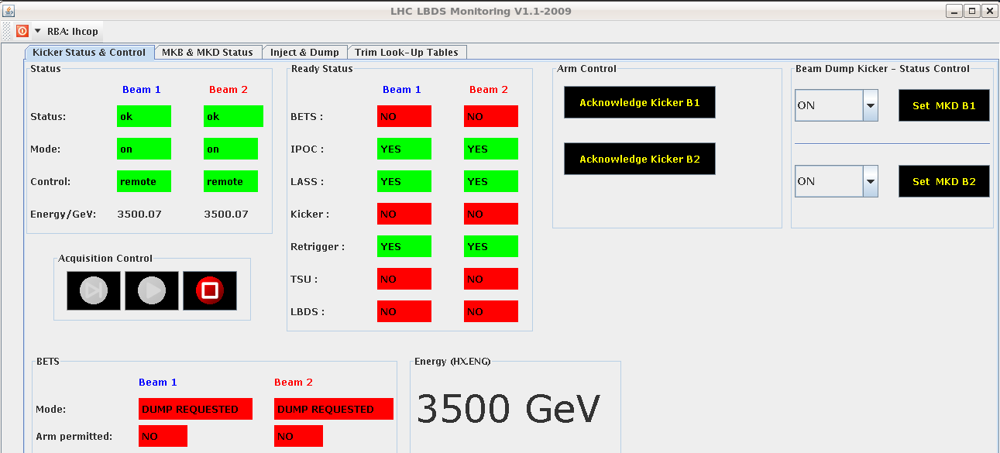 LHC LBDS Monitoring V1.1-2009
RBA: lhcop
Kicker Status & Control MKB & MKD Status Inject & Dump Trim Look-Up Tables
Status
Beam 1 Beam 2
Status: ok ok
Mode: on on
Control: remote remote
Energy/GeV: 3500.07 3500.07
Acquisition Control
Ready Status
Beam 1 Beam 2
BETS : NO NO
IPOC : YES YES
LASS : YES YES
Kicker : NO NO
Retrigger : YES YES
TSU : NO NO
LBDS : NO NO
Arm Control
Acknowledge Kicker B1
Acknowledge Kicker B2
Beam Dump Kicker - Status Control
ON Set MKD B1
ON Set MKD B2
BETS
Beam 1 Beam 2
Mode: DUMP REQUESTED DUMP REQUESTED
Arm permitted: NO NO
Energy (HX.ENG)
3500 GeV